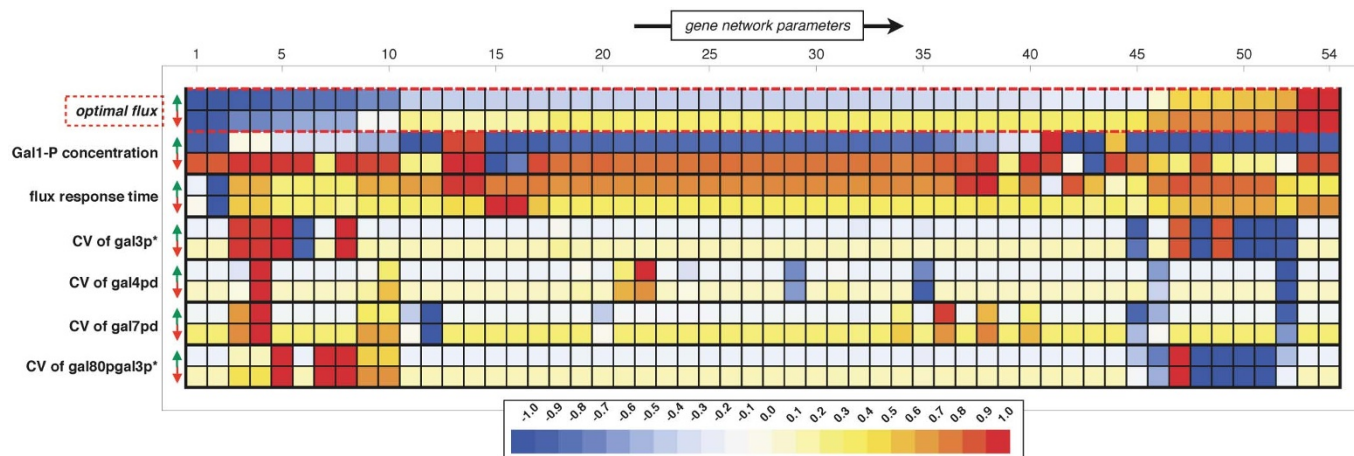 gene network parameters
1 5 10 15 20 25 30 35 40 45 50 54
optimal flux
Gal1-P concentration
flux response time
CV of gal3p*
CV of gal4pd
CV of gal7pd
CV of gal80pgal3p*
-1.0 -0.9 -0.8 -0.7 -0.6 -0.5 -0.4 -0.3 -0.2 -0.1 0.0 0.1 0.2 0.3 0.4 0.5 0.6 0.7 0.8 0.9 1.0